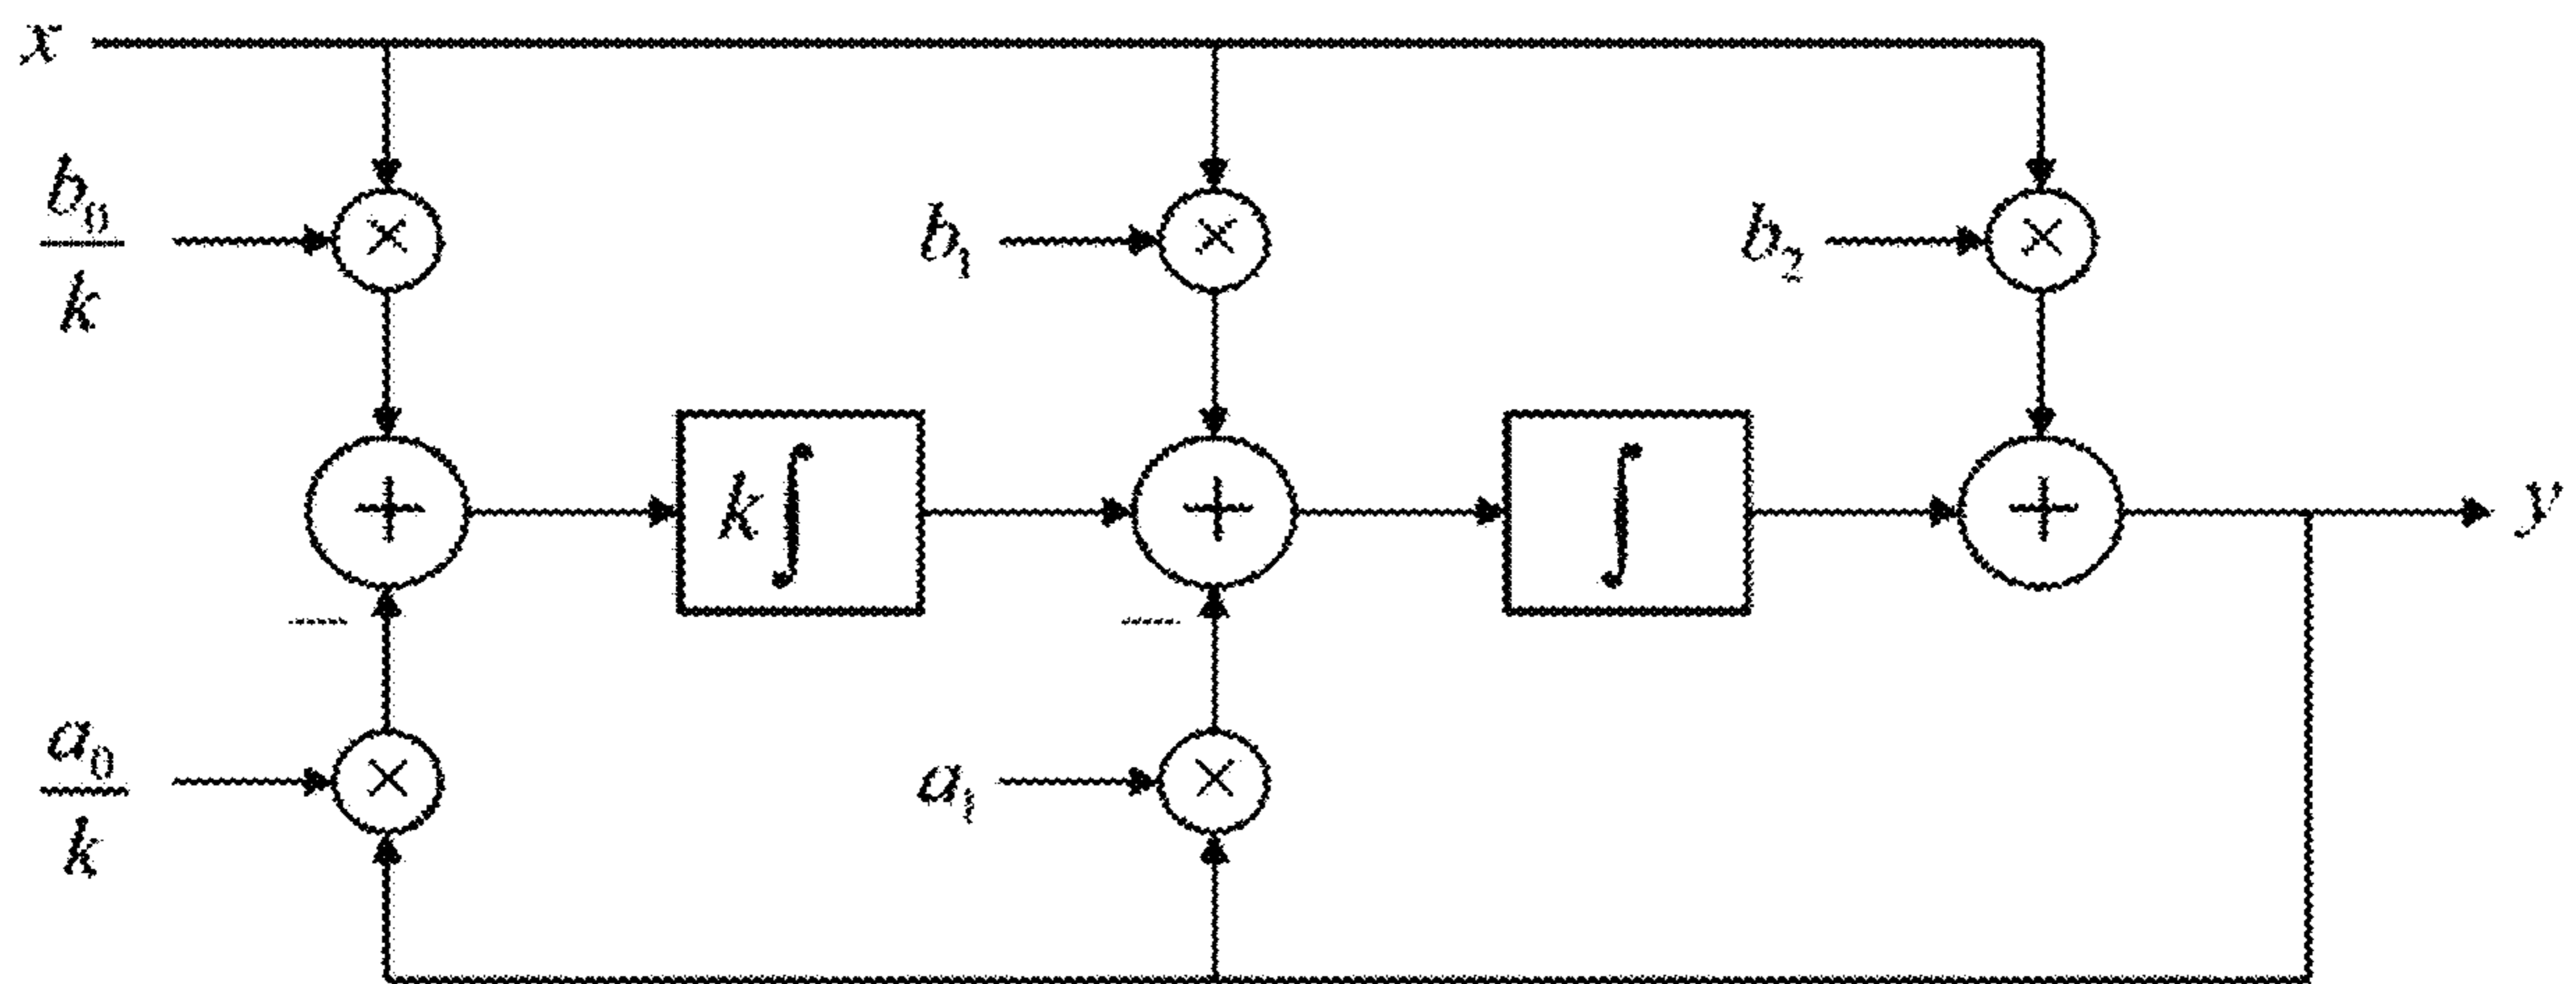 x
b₀/k × b₁ × b₂ ×
+ k∫ + ∫ + y
− −
a₀/k × a₁ ×